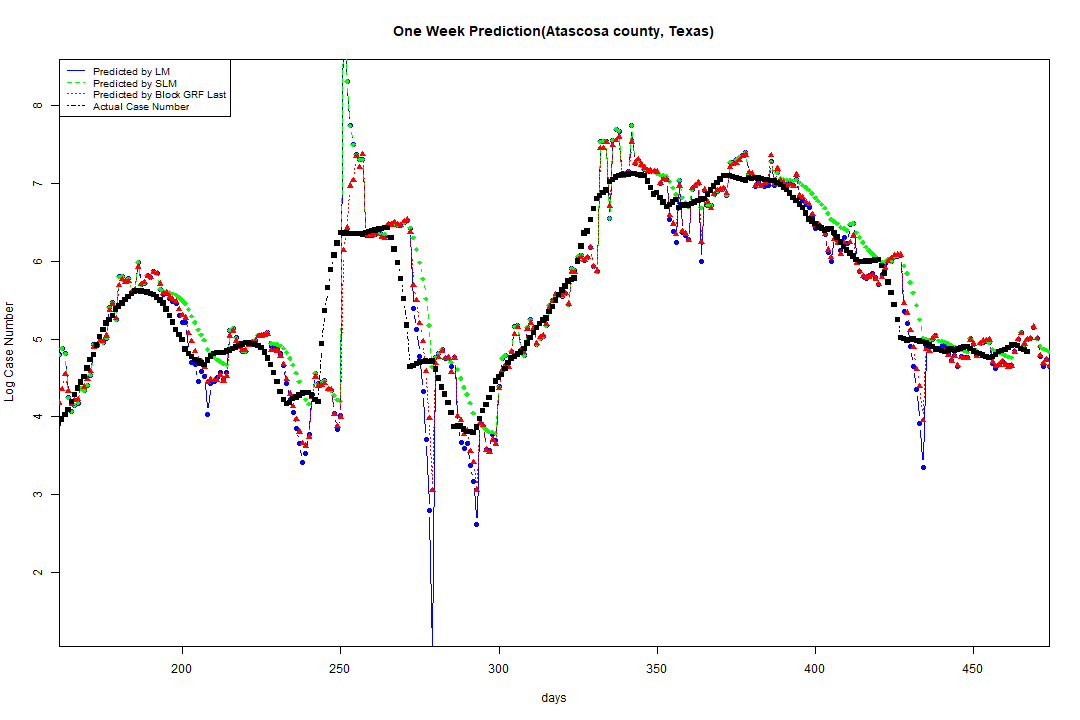 One Week Prediction(Atascosa county, Texas)
Predicted by LM
Predicted by SLM
Predicted by Block GRF Last
Actual Case Number
8
7
6
5
4
3
2
Log Case Number
200 250 300 350 400 450
days